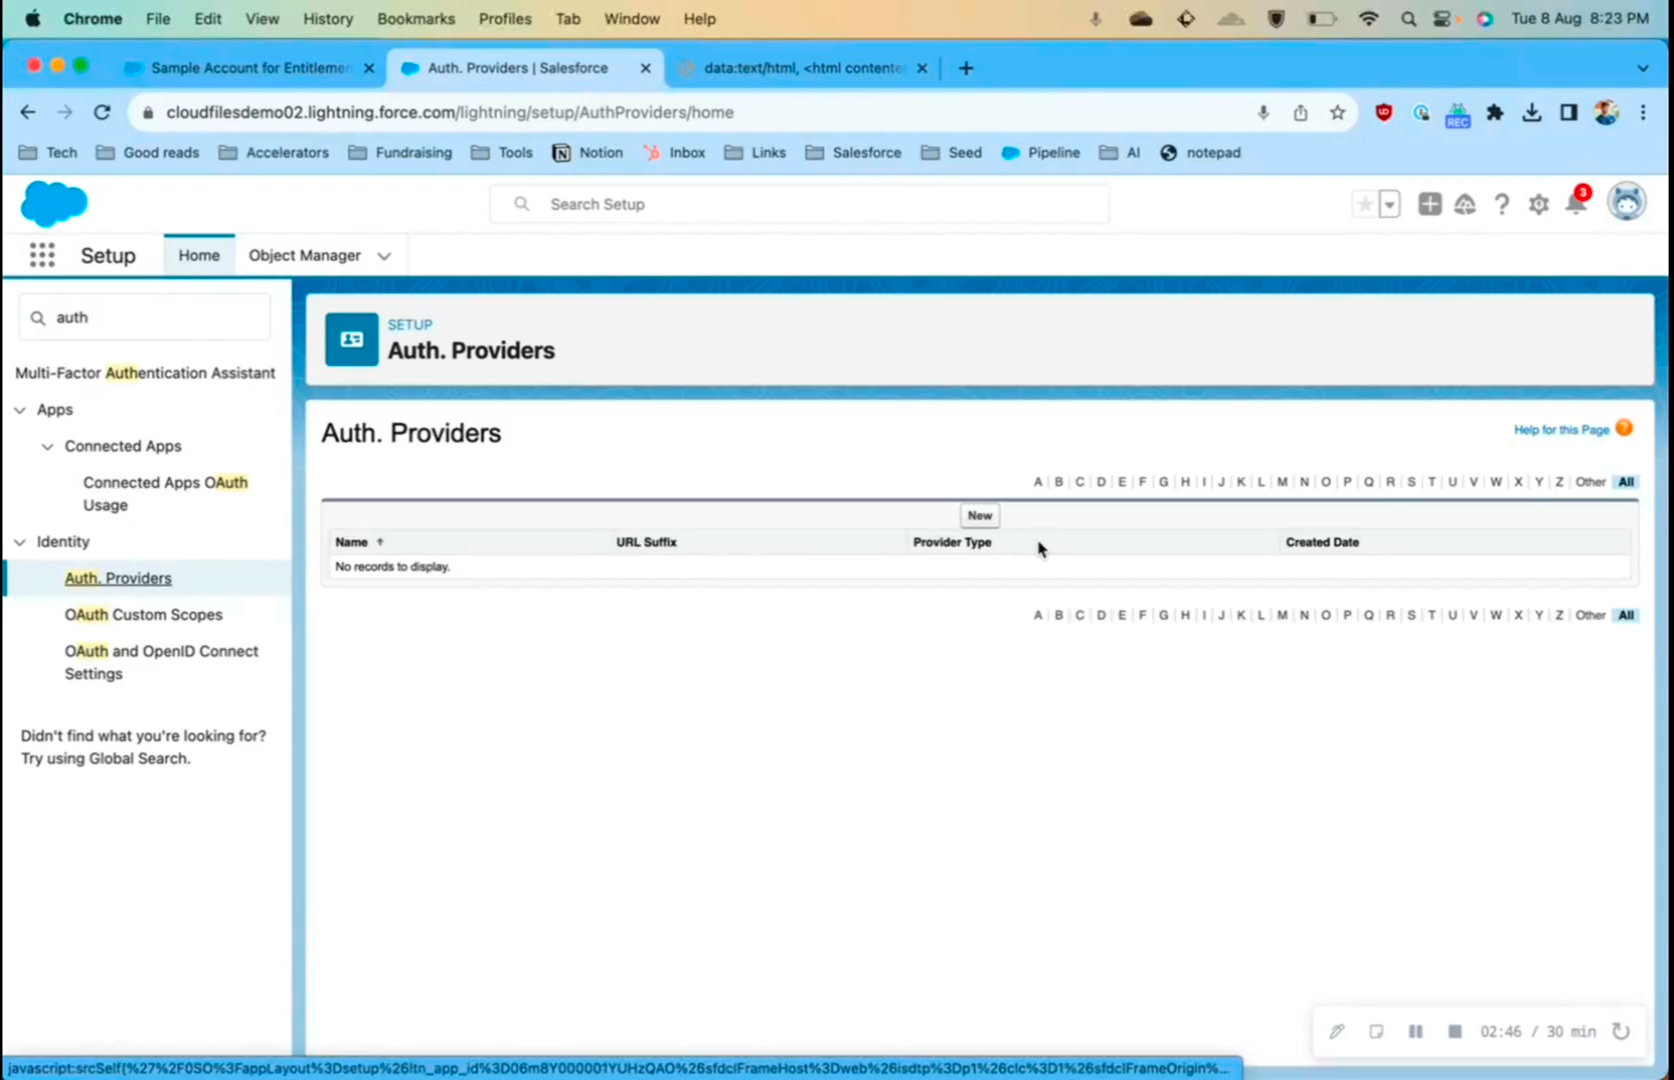 Chrome File Edit View History Bookmarks Profiles Tab Window Help Tue 8 Aug 8:23 PM
Sample Account for Entitlemen Auth. Providers | Salesforce data:text/html, <html contente
cloudfilesdemo02.lightning.force.com/lightning/setup/AuthProviders/home REC
Tech Good reads Accelerators Fundraising Tools Notion Inbox Links Salesforce Seed Pipeline AI notepad
Search Setup 3
Setup Home Object Manager
auth
Multi-Factor Authentication Assistant
Apps
Connected Apps
Connected Apps OAuth
Usage
Identity
Auth. Providers
OAuth Custom Scopes
OAuth and OpenID Connect
Settings
Didn't find what you're looking for?
Try using Global Search.
SETUP
Auth. Providers
Auth. Providers
Help for this Page ?
A | B | C | D | E | F | G | H | I | J | K | L | M | N | O | P | Q | R | S | T | U | V | W | X | Y | Z | Other | All
New
Name URL Suffix Provider Type Created Date
No records to display.
A | B | C | D | E | F | G | H | I | J | K | L | M | N | O | P | Q | R | S | T | U | V | W | X | Y | Z | Other | All
02:46 / 30 min
javascript:srcSelf(%27%2F0SO%3FappLayout%3Dsetup%26ltn_app_id%3D06m8Y000001YUHzQAO%26sfdcIFrameHost%3Dweb%26isdtp%3Dp1%26clc%3D1%26sfdcIFrameOrigin%...